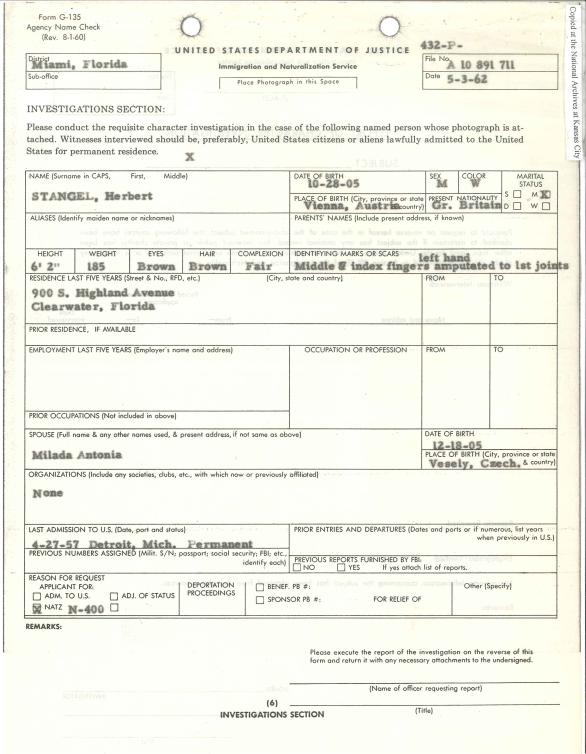 Form G-135
Agency Name Check
(Rev. 8-1-60)
Copied at the National Archives at Kansas City
UNITED STATES DEPARTMENT OF JUSTICE
432-P-
Immigration and Naturalization Service
District
Miami, Florida
Sub-office
Place Photograph in this Space
File No.
A 10 891 711
Date 5-3-62
INVESTIGATIONS SECTION:
Please conduct the requisite character investigation in the case of the following named person whose photograph is at-
tached. Witnesses interviewed should be, preferably, United States citizens or aliens lawfully admitted to the United
States for permanent residence.
X
NAME (Surname in CAPS, First, Middle)
STANGEL, Herbert
DATE OF BIRTH
10-28-05
SEX
M
COLOR
W
MARITAL
STATUS
S M X
D W
PLACE OF BIRTH (City, province or state
Vienna, Austria country)
PRESENT NATIONALITY
Gr. Britain
ALIASES (Identify maiden name or nicknames)
PARENTS' NAMES (Include present address, if known)
HEIGHT WEIGHT EYES HAIR COMPLEXION IDENTIFYING MARKS OR SCARS
left hand
6' 2" 185 Brown Brown Fair Middle & index fingers amputated to 1st joints
RESIDENCE LAST FIVE YEARS (Street & No., RFD, etc.) (City, state and country) FROM TO
900 S. Highland Avenue
Clearwater, Florida
PRIOR RESIDENCE, IF AVAILABLE
EMPLOYMENT LAST FIVE YEARS (Employer's name and address) OCCUPATION OR PROFESSION FROM TO
PRIOR OCCUPATIONS (Not included in above)
SPOUSE (Full name & any other names used, & present address, if not same as above)
Milada Antonia
DATE OF BIRTH
12-18-05
PLACE OF BIRTH (City, province or state
Vesely, Czech. & country)
ORGANIZATIONS (Include any societies, clubs, etc., with which now or previously affiliated)
None
LAST ADMISSION TO U.S. (Date, port and status)
4-27-57 Detroit, Mich. Permanent
PRIOR ENTRIES AND DEPARTURES (Dates and ports or if numerous, list years
when previously in U.S.)
PREVIOUS NUMBERS ASSIGNED (Milit. S/N; passport; social security; FBI; etc.,
identify each)
PREVIOUS REPORTS FURNISHED BY FBI:
NO YES If yes attach list of reports.
REASON FOR REQUEST
APPLICANT FOR:
ADM. TO U.S. ADJ. OF STATUS
X NATZ N-400
DEPORTATION
PROCEEDINGS
BENEF. PB #:
SPONSOR PB #: FOR RELIEF OF
Other (Specify)
REMARKS:
Please execute the report of the investigation on the reverse of this
form and return it with any necessary attachments to the undersigned.
(Name of officer requesting report)
(6)
INVESTIGATIONS SECTION
(Title)